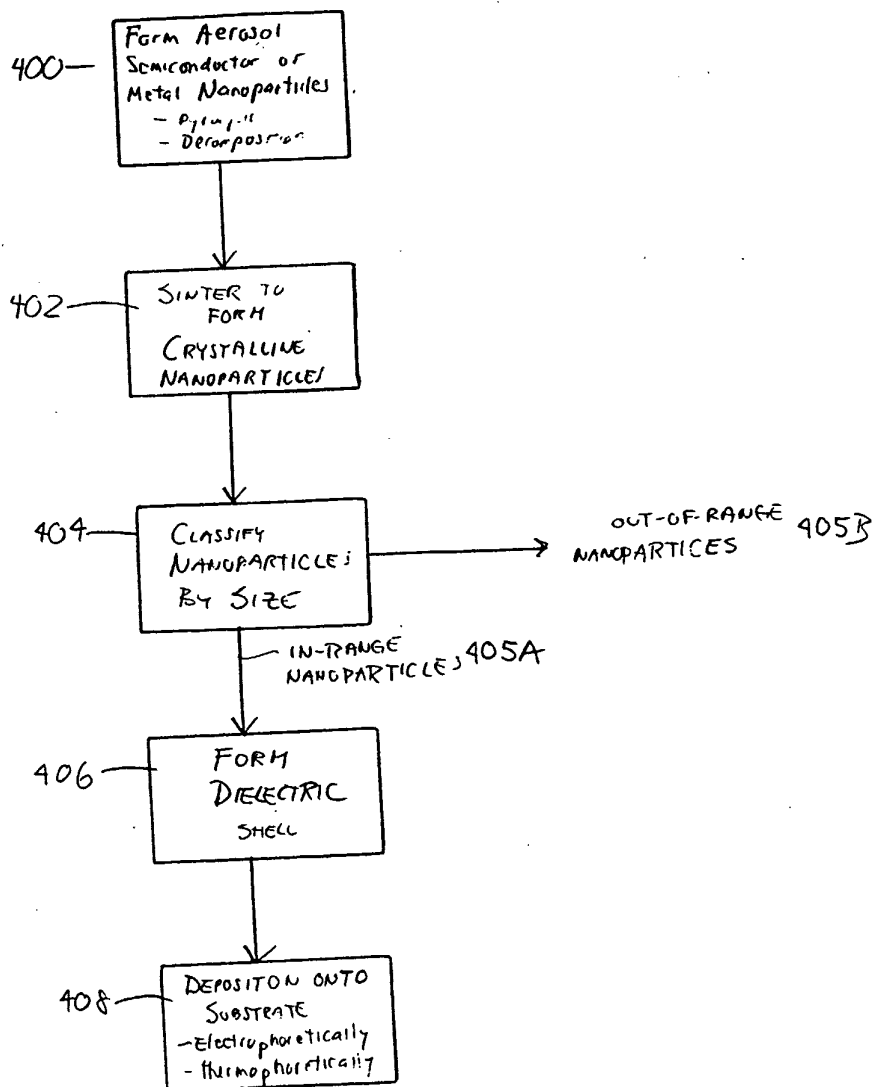 400
Form Aerosol
Semiconductor or
Metal Nanoparticles
- Decomposition
402
SINTER TO
FORM
CRYSTALLINE
NANOPARTICLES
404
CLASSIFY
NANOPARTICLES
BY SIZE
OUT-OF-RANGE 405B
NANOPARTICES
IN-RANGE
NANOPARTICLES 405A
406
FORM
DIELECTRIC
SHELL
408
DEPOSITON ONTO
SUBSTRATE
- Electrophoretically
- thermophoretically